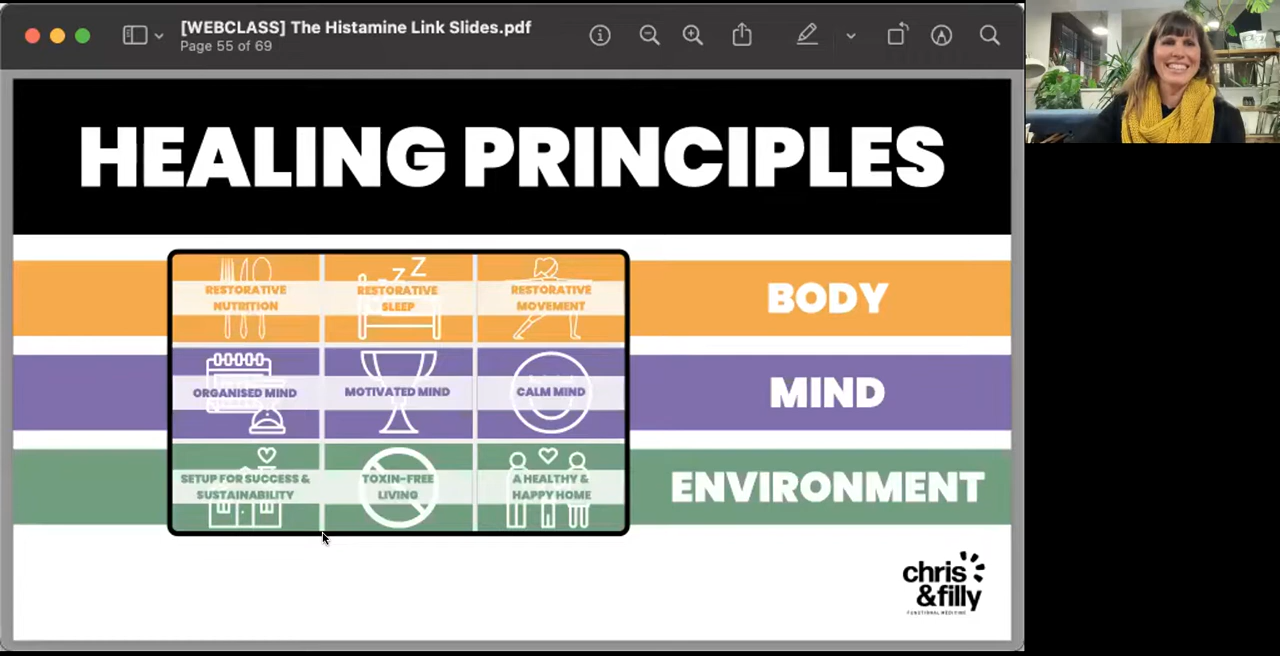 [WEBCLASS] The Histamine Link Slides.pdf
Page 55 of 69
HEALING PRINCIPLES
RESTORATIVE
NUTRITION
RESTORATIVE
SLEEP
RESTORATIVE
MOVEMENT
BODY
ORGANISED MIND
MOTIVATED MIND
CALM MIND
MIND
SETUP FOR SUCCESS &
SUSTAINABILITY
TOXIN-FREE
LIVING
A HEALTHY &
HAPPY HOME
ENVIRONMENT
Z
Z
chris
&filly
FUNCTIONAL MEDICINE